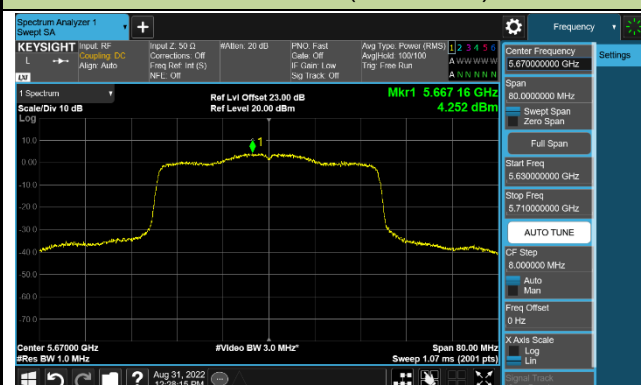 Spectrum Analyzer 1
Swept SA
+
Frequency
KEYSIGHT
L
Input: RF
Coupling: DC
Align: Auto
Input Z: 50 Ω
Corrections: Off
Freq Ref: Int (S)
NFE: Off
#Atten: 20 dB
PNO: Fast
Gate: Off
IF Gain: Low
Sig Track: Off
Avg Type: Power (RMS)
Avg|Hold: 100/100
Trig: Free Run
1 2 3 4 5 6
A W W W W W
A N N N N N
LXI
1 Spectrum
Scale/Div 10 dB
Log
Ref Lvl Offset 23.00 dB
Ref Level 20.00 dBm
Mkr1 5.667 16 GHz
4.252 dBm
1
10.0
0.00
-10.0
-20.0
-30.0
-40.0
-50.0
-60.0
-70.0
Center 5.67000 GHz
#Res BW 1.0 MHz
#Video BW 3.0 MHz*
Span 80.00 MHz
Sweep 1.07 ms (2001 pts)
Aug 31, 2022
12:28:15 PM
?
Center Frequency
5.670000000 GHz
Settings
Span
80.0000000 MHz
Swept Span
Zero Span
Full Span
Start Freq
5.630000000 GHz
Stop Freq
5.710000000 GHz
AUTO TUNE
CF Step
8.000000 MHz
Auto
Man
Freq Offset
0 Hz
X Axis Scale
Log
Lin
Signal Track